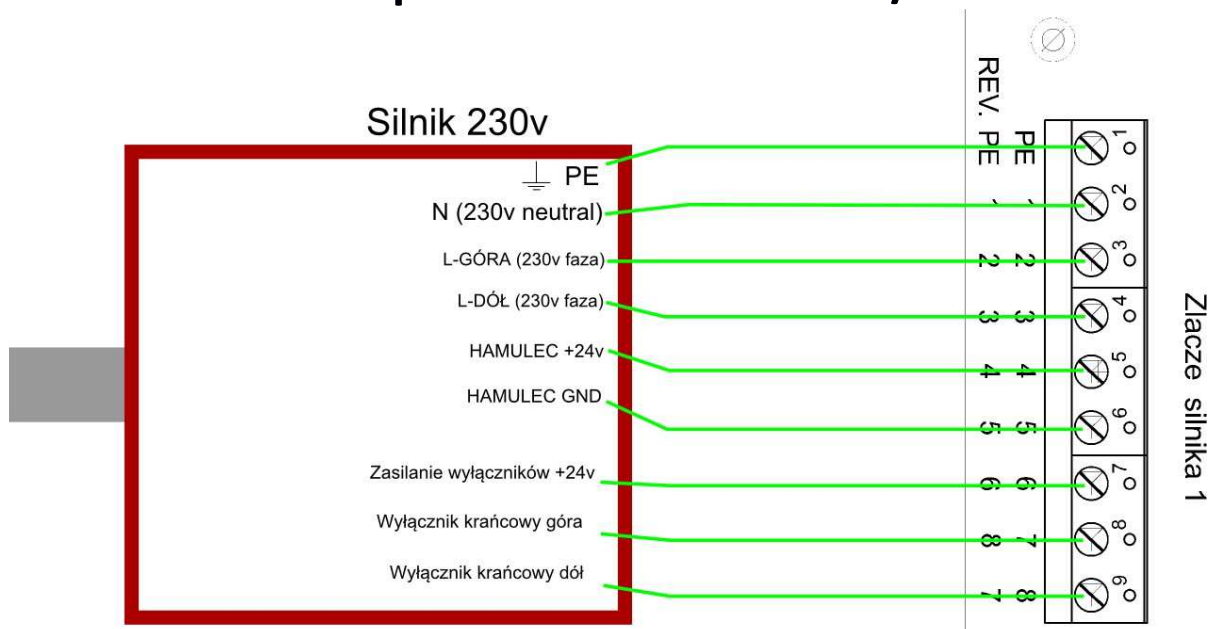 Silnik 230v
PE
N (230v neutral)
L-GÓRA (230v faza)
L-DÓŁ (230v faza)
HAMULEC +24v
HAMULEC GND
Zasilanie wyłączników +24v
Wyłącznik krańcowy góra
Wyłącznik krańcowy dół
REV. PE 1 2 3 4 5 6 8 7
PE 1 2 3 4 5 6 7 8
1 2 3 4 5 6 7 8 9
Zlacze silnika 1